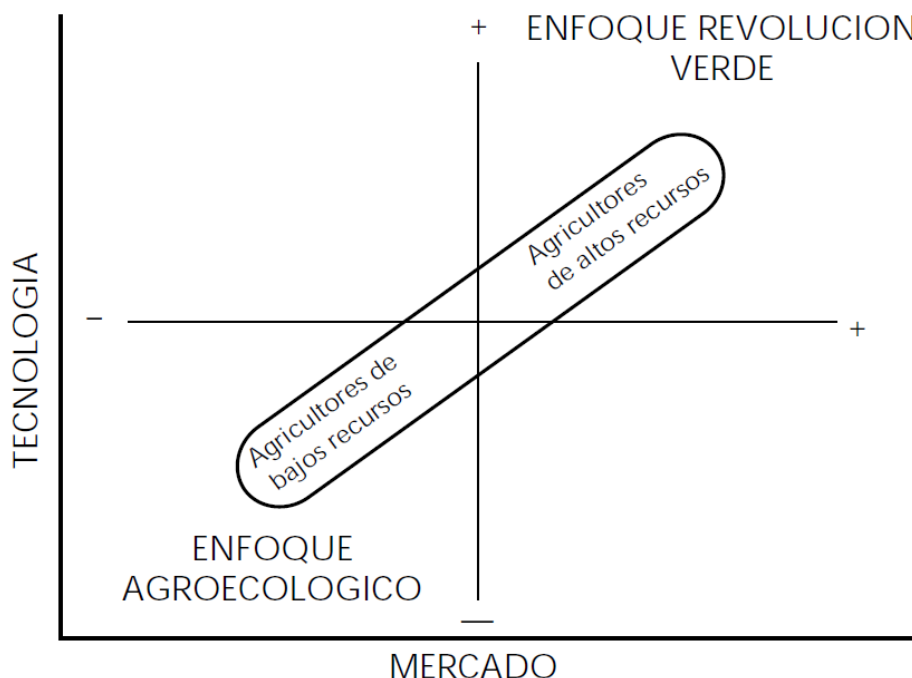 +
ENFOQUE REVOLUCION
VERDE
Agricultores
de altos recursos
TECNOLOGIA
−
+
Agricultores de
bajos recursos
ENFOQUE
AGROECOLOGICO
—
MERCADO